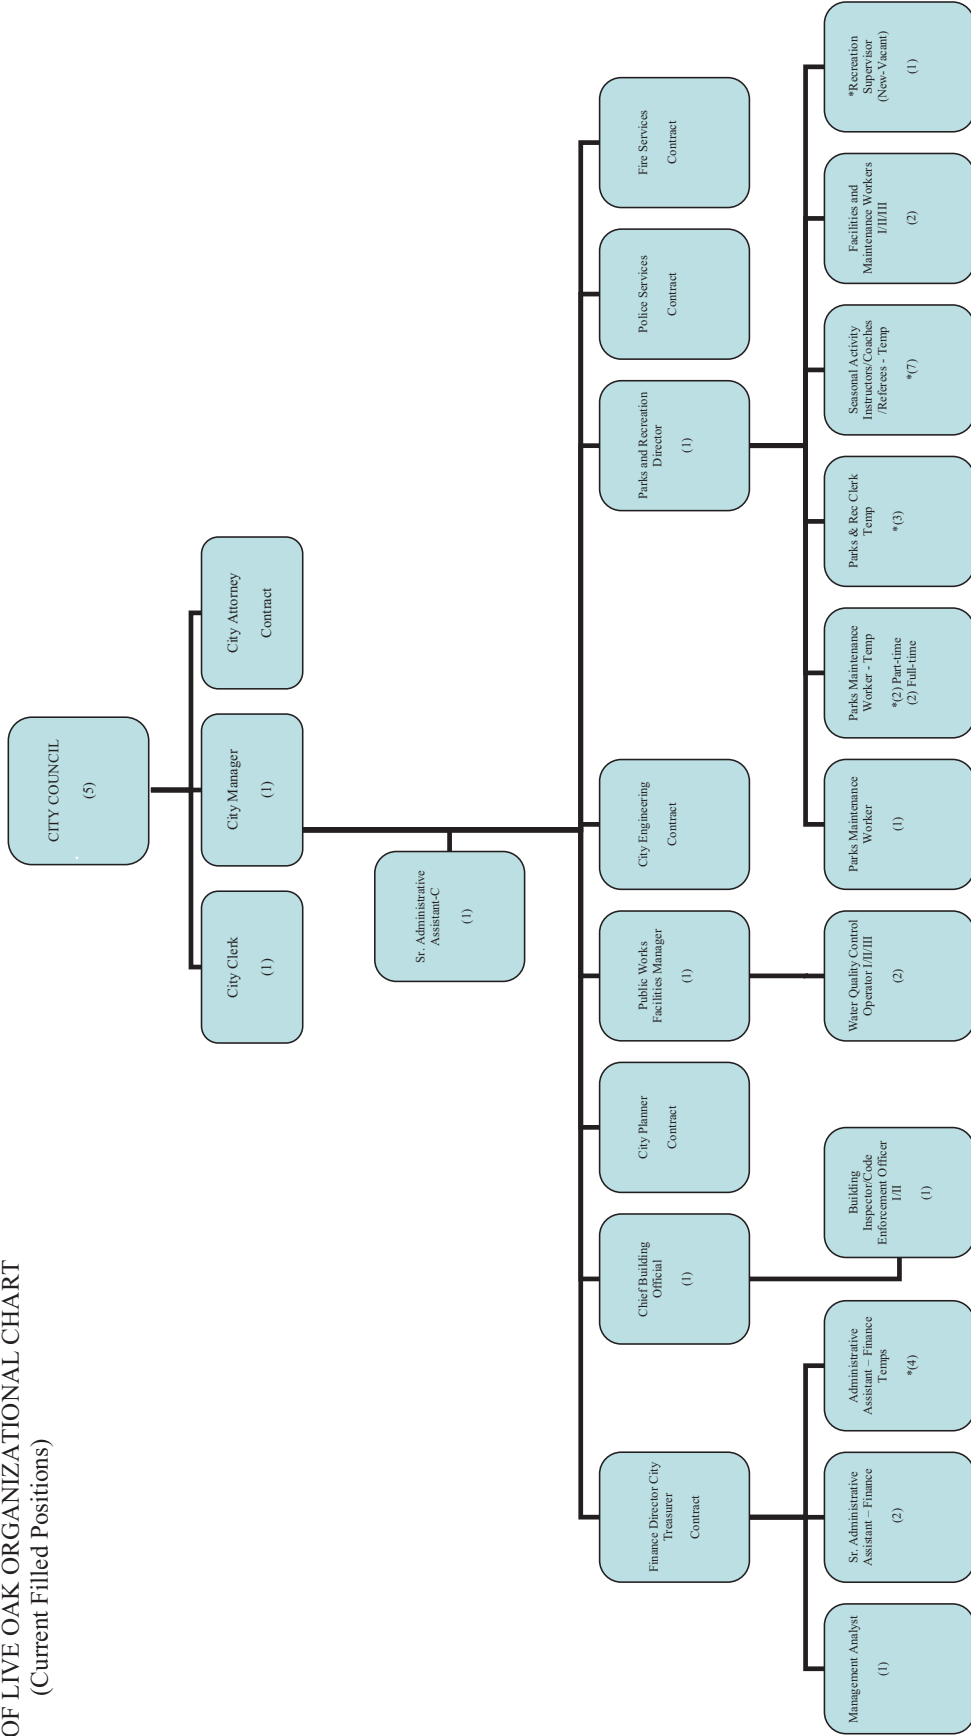 OF LIVE OAK ORGANIZATIONAL CHART
(Current Filled Positions)
CITY COUNCIL
(5)
City Clerk
(1)
City Manager
(1)
City Attorney
Contract
Sr. Administrative
Assistant-C
(1)
Finance Director City
Treasurer
Contract
Chief Building
Official
(1)
City Planner
Contract
Public Works
Facilities Manager
(1)
City Engineering
Contract
Parks and Recreation
Director
(1)
Police Services
Contract
Fire Services
Contract
Management Analyst
(1)
Sr. Administrative
Assistant – Finance
(2)
Administrative
Assistant – Finance
Temps
*(4)
Building
Inspector/Code
Enforcement Officer
I/II
(1)
Water Quality Control
Operator I/II/III
(2)
Parks Maintenance
Worker
(1)
Parks Maintenance
Worker - Temp
*(2) Part-time
(2) Full-time
Parks & Rec Clerk
Temp
*(3)
Seasonal Activity
Instructors/Coaches
/Referees - Temp
*(7)
Facilities and
Maintenance Workers
I/II/III
(2)
*Recreation
Supervisor
(New-Vacant)
(1)